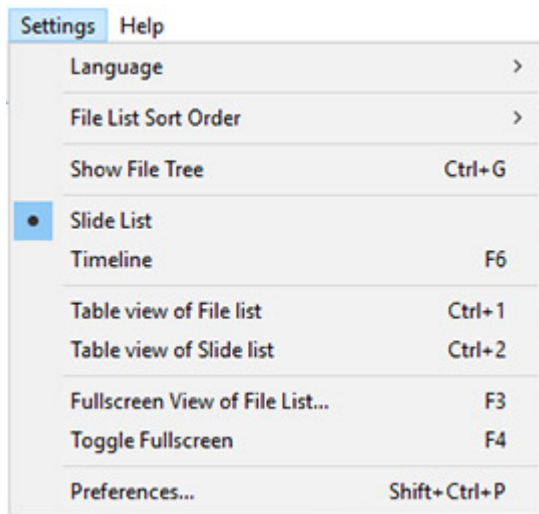 Settings Help
Language >
File List Sort Order >
Show File Tree Ctrl+G
Slide List
Timeline F6
Table view of File list Ctrl+1
Table view of Slide list Ctrl+2
Fullscreen View of File List... F3
Toggle Fullscreen F4
Preferences... Shift+Ctrl+P